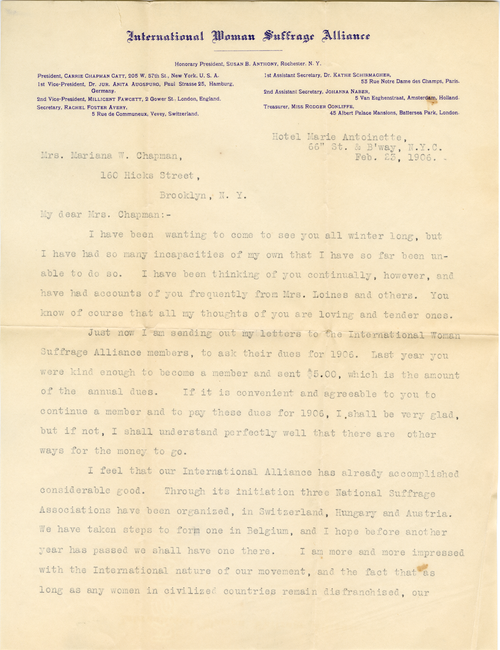 International Woman Suffrage Alliance
Honorary President, SUSAN B. ANTHONY, Rochester, N. Y.
President, CARRIE CHAPMAN CATT, 205 W. 57th St., New York, U. S. A.
1st Vice-President, Dr. JUR. ANITA AUGSPURG, Paul Strasse 25, Hamburg,
Germany.
2nd Vice-President, MILLICENT FAWCETT, 2 Gower St., London, England.
Secretary, RACHEL FOSTER AVERY,
5 Rue de Communeux, Vevey, Switzerland.
1st Assistant Secretary, Dr. KATHE SCHIRMACHER,
53 Rue Notre Dame des Champs, Paris.
2nd Assistant Secretary, JOHANNA NABER,
5 Van Eeghenstraat, Amsterdam, Holland.
Treasurer, MISS RODGER CUNLIFFE,
45 Albert Palace Mansions, Battersea Park, London.
Hotel Marie Antoinette,
66" St. & B'way, N.Y.C.
Feb. 23, 1906.
Mrs. Mariana W. Chapman,
160 Hicks Street,
Brooklyn, N. Y.
My dear Mrs. Chapman:-
I have been wanting to come to see you all winter long, but
I have had so many incapacities of my own that I have so far been un-
able to do so. I have been thinking of you continually, however, and
have had accounts of you frequently from Mrs. Loines and others. You
know of course that all my thoughts of you are loving and tender ones.
Just now I am sending out my letters to the International Woman
Suffrage Alliance members, to ask their dues for 1906. Last year you
were kind enough to become a member and sent $5.00, which is the amount
of the annual dues. If it is convenient and agreeable to you to
continue a member and to pay these dues for 1906, I shall be very glad,
but if not, I shall understand perfectly well that there are other
ways for the money to go.
I feel that our International Alliance has already accomplished
considerable good. Through its initiation three National Suffrage
Associations have been organized, in Switzerland, Hungary and Austria.
We have taken steps to form one in Belgium, and I hope before another
year has passed we shall have one there. I am more and more impressed
with the International nature of our movement, and the fact that as
long as any women in civilized countries remain disfranchised, our